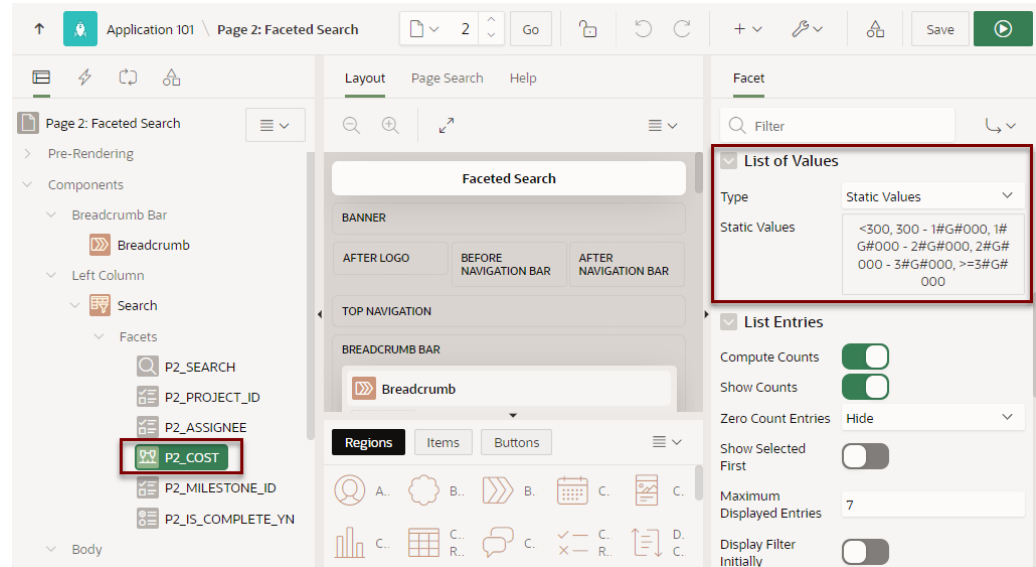 Application 101 \ Page 2: Faceted Search
2
Go
Save
Page 2: Faceted Search
Pre-Rendering
Components
Breadcrumb Bar
Breadcrumb
Left Column
Search
Facets
P2_SEARCH
P2_PROJECT_ID
P2_ASSIGNEE
P2_COST
P2_MILESTONE_ID
P2_IS_COMPLETE_YN
Body
Layout Page Search Help
Faceted Search
BANNER
AFTER LOGO
BEFORE
NAVIGATION BAR
AFTER
NAVIGATION BAR
TOP NAVIGATION
BREADCRUMB BAR
Breadcrumb
Regions Items Buttons
A.. B.. B. C.. C.
C.. C..
R.. C. C..
R.. D.
C.
Facet
Filter
List of Values
Type Static Values
Static Values
<300, 300 - 1#G#000, 1#
G#000 - 2#G#000, 2#G#
000 - 3#G#000, >=3#G#
000
List Entries
Compute Counts
Show Counts
Zero Count Entries Hide
Show Selected
First
Maximum
Displayed Entries
7
Display Filter
Initially